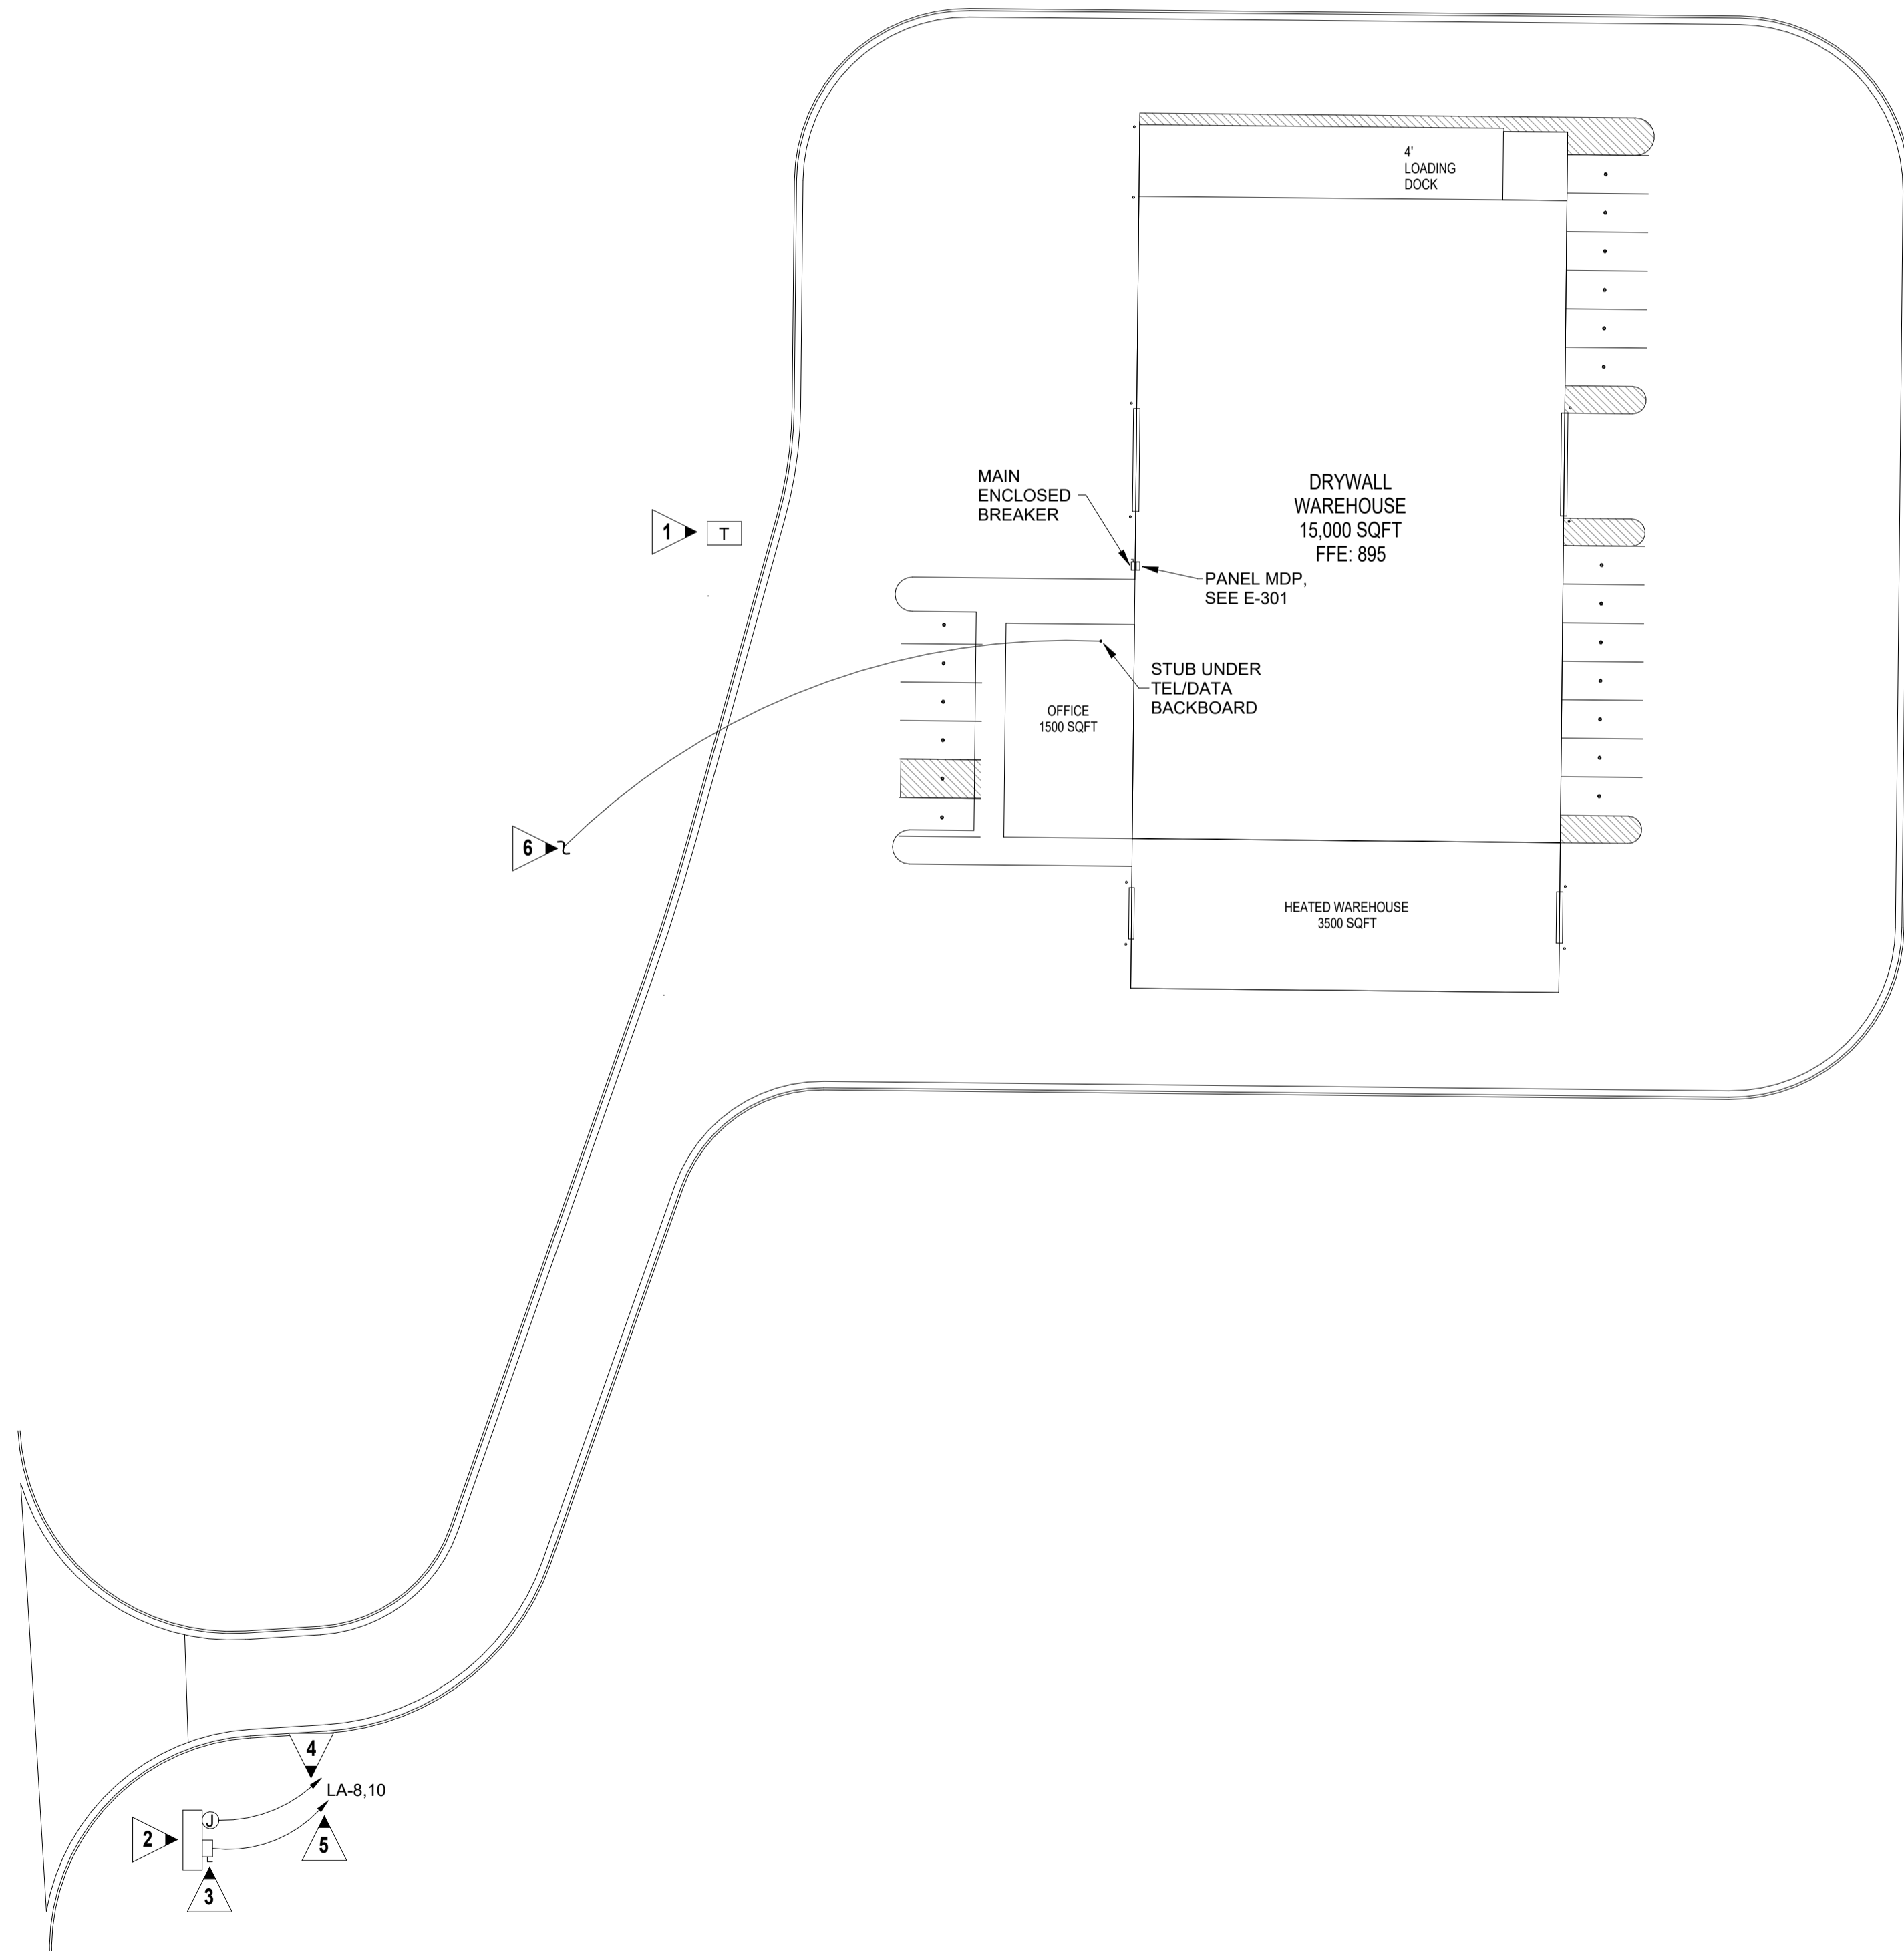 4'
LOADING
DOCK
MAIN
ENCLOSED
BREAKER
DRYWALL
WAREHOUSE
15,000 SQFT
FFE: 895
1
T
PANEL MDP,
SEE E-301
STUB UNDER
TEL/DATA
BACKBOARD
OFFICE
1500 SQFT
6
HEATED WAREHOUSE
3500 SQFT
4
LA-8,10
J
2
5
3